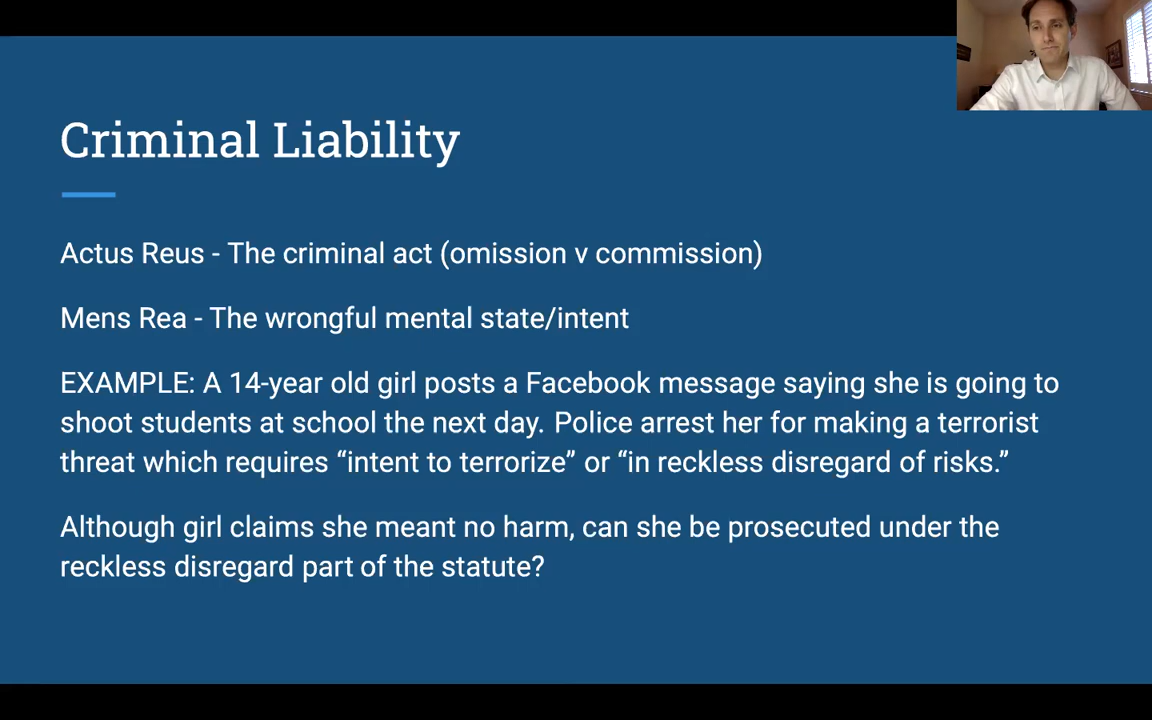 Criminal Liability
Actus Reus - The criminal act (omission v commission)
Mens Rea - The wrongful mental state/intent
EXAMPLE: A 14-year old girl posts a Facebook message saying she is going to
shoot students at school the next day. Police arrest her for making a terrorist
threat which requires “intent to terrorize” or “in reckless disregard of risks.”
Although girl claims she meant no harm, can she be prosecuted under the
reckless disregard part of the statute?